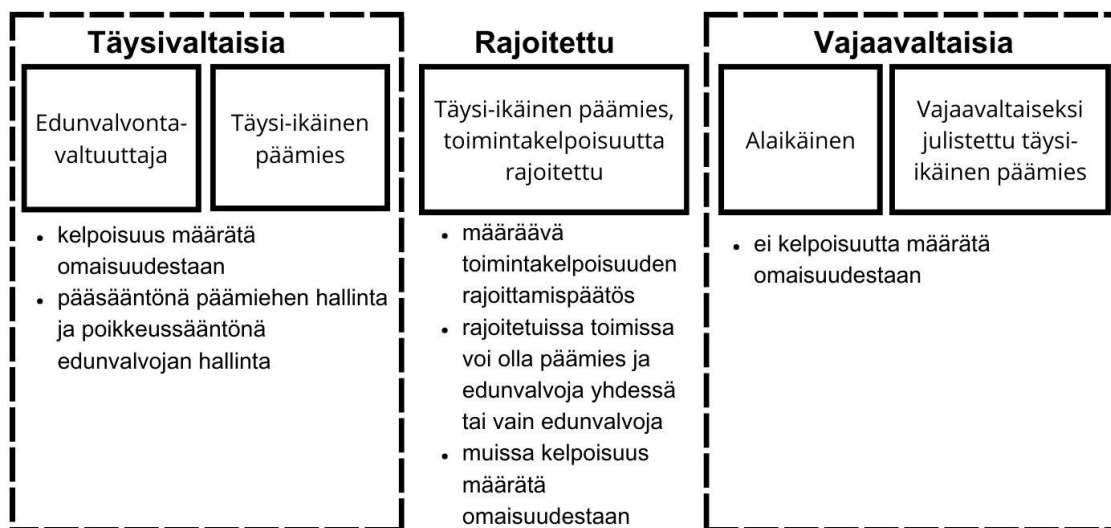 Täysivaltaisia
Edunvalvonta-
valtuuttaja
Täysi-ikäinen
päämies
• kelpoisuus määrätä
omaisuudestaan
• pääsääntönä päämiehen hallinta
ja poikkeussääntönä
edunvalvojan hallinta
Rajoitettu
Täysi-ikäinen päämies,
toimintakelpoisuutta
rajoitettu
• määräävä
toimintakelpoisuuden
rajoittamispäätös
• rajoitetuissa toimissa
voi olla päämies ja
edunvalvoja yhdessä
tai vain edunvalvoja
• muissa kelpoisuus
määrätä
omaisuudestaan
Vajaavaltaisia
Alaikäinen
Vajaavaltaiseksi
julistettu täysi-
ikäinen päämies
• ei kelpoisuutta määrätä
omaisuudestaan